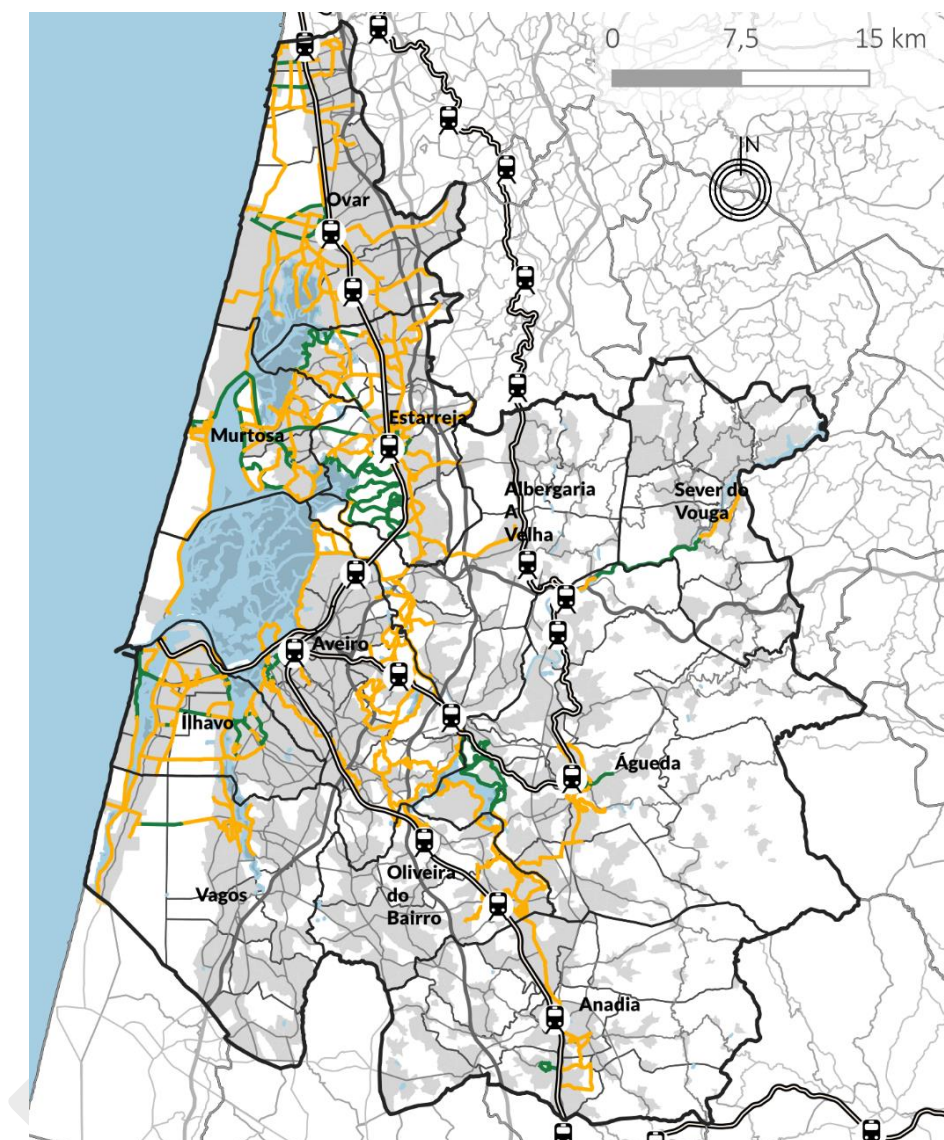 0 7,5 15 km
N
Ovar
Estarreja
Murtosa
Albergaria
A
Velha
Sever do
Vouga
Aveiro
Ílhavo
Águeda
Oliveira
do
Bairro
Vagos
Anadia